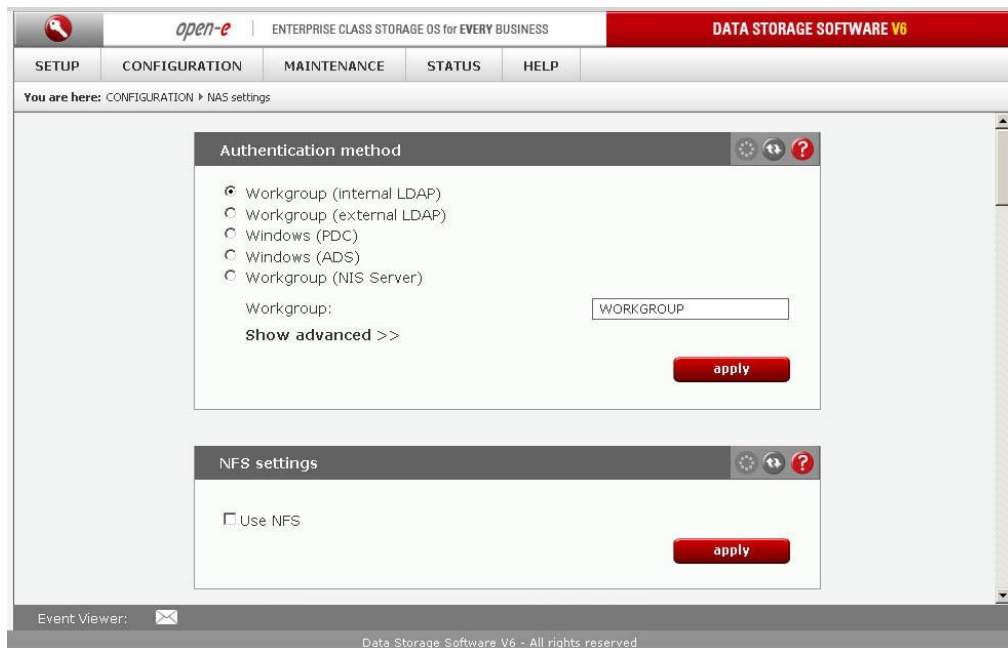 open-e ENTERPRISE CLASS STORAGE OS for EVERY BUSINESS DATA STORAGE SOFTWARE V6
SETUP CONFIGURATION MAINTENANCE STATUS HELP
You are here: CONFIGURATION NAS settings
Authentication method
Workgroup (internal LDAP)
Workgroup (external LDAP)
Windows (PDC)
Windows (ADS)
Workgroup (NIS Server)
Workgroup: WORKGROUP
Show advanced >>
apply
NFS settings
Use NFS
apply
Event Viewer:
Data Storage Software V6 - All rights reserved